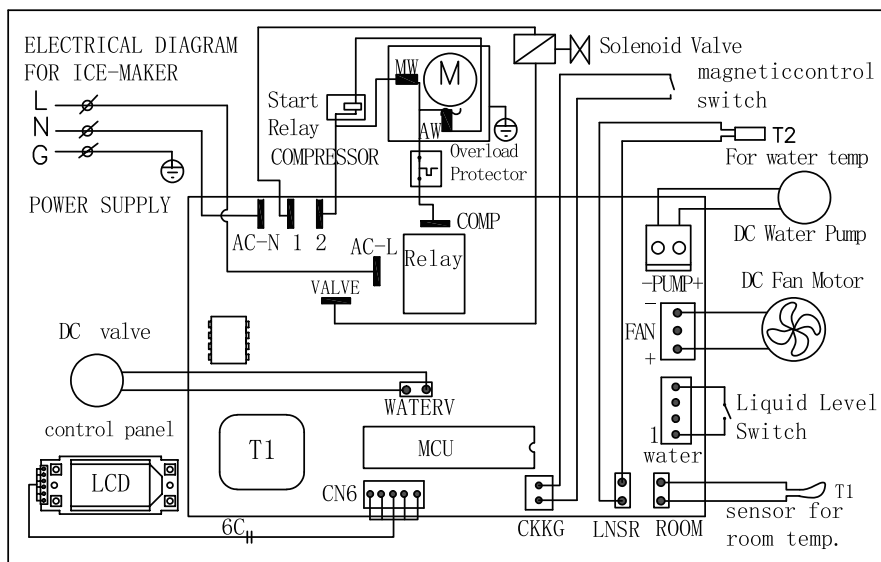 ELECTRICAL DIAGRAM
FOR ICE-MAKER
L
N
G
POWER SUPPLY
Start
Relay
COMPRESSOR
MW
M
AW
Overload
Protector
Solenoid Valve
magneticcontrol
switch
T2
For water temp
DC Water Pump
AC-N 1 2
COMP
AC-L
Relay
VALVE
-PUMP+
DC Fan Motor
-
FAN
+
DC valve
WATERV
control panel
LCD
T1
MCU
CN6
6C
1
water
Liquid Level
Switch
CKKG
LNSR
ROOM
T1
sensor for
room temp.